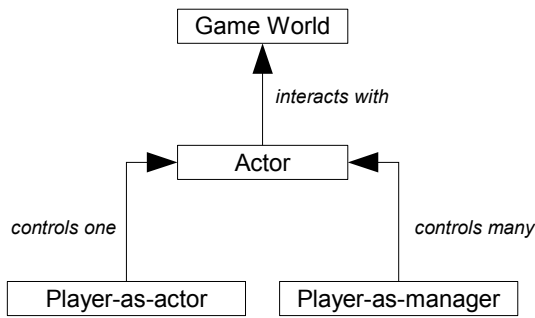 Game World
interacts with
Actor
controls one
controls many
Player-as-actor
Player-as-manager